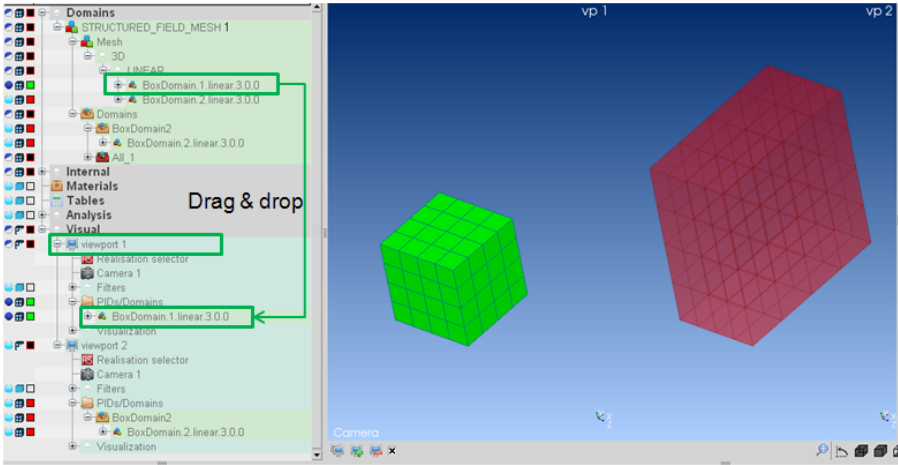 Domains
STRUCTURED_FIELD_MESH 1
Mesh
3D
LINEAR
BoxDomain.1.linear.3.0.0
BoxDomain.2.linear.3.0.0
Domains
BoxDomain2
BoxDomain.2.linear.3.0.0
All_1
Internal
Materials
Tables
Analysis
Visual
viewport 1
Realisation selector
Camera 1
Filters
PIDs/Domains
BoxDomain.1.linear.3.0.0
Visualization
viewport 2
Realisation selector
Camera 1
Filters
PIDs/Domains
BoxDomain2
BoxDomain.2.linear.3.0.0
Visualization
Drag & drop
vp 1
vp 2
Camera
X
Z
X
Z